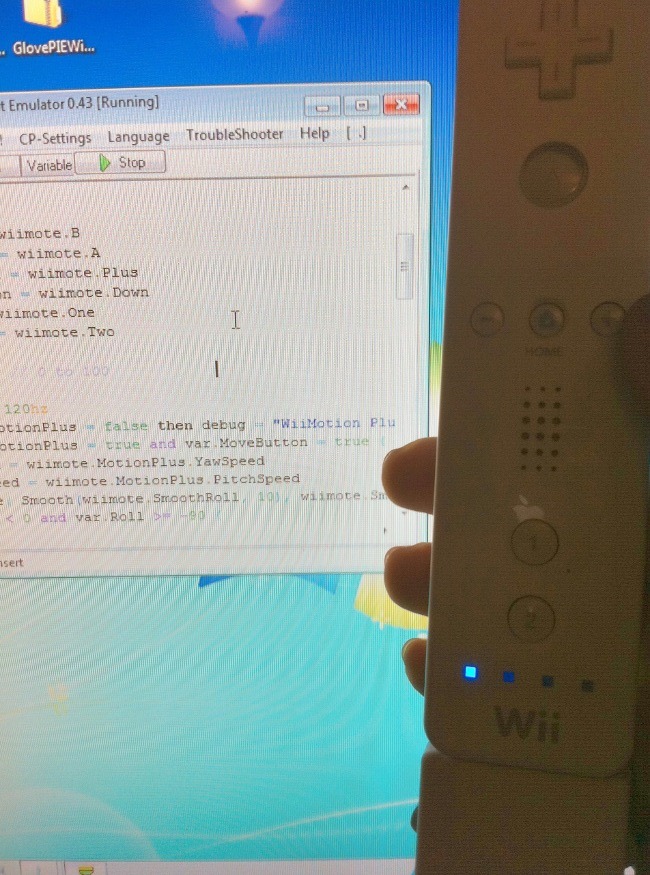 GlovePIEWi...
t Emulator 0.43 [Running]
CP-Settings Language TroubleShooter Help [ .]
Variable Stop
wiimote.B
= wiimote.A
= wiimote.Plus
n = wiimote.Down
wiimote.One
= wiimote.Two
0 to 100
120hz
otionPlus = false then debug = "WiiMotion Plu
otionPlus = true and var.MoveButton = true {
= wiimote.MotionPlus.YawSpeed
eed = wiimote.MotionPlus.PitchSpeed
Smooth(wiimote.SmoothRoll, 10), wiimote.Sm
< 0 and var.Roll >= -90
nsert
A
HOME
1
2
Wii